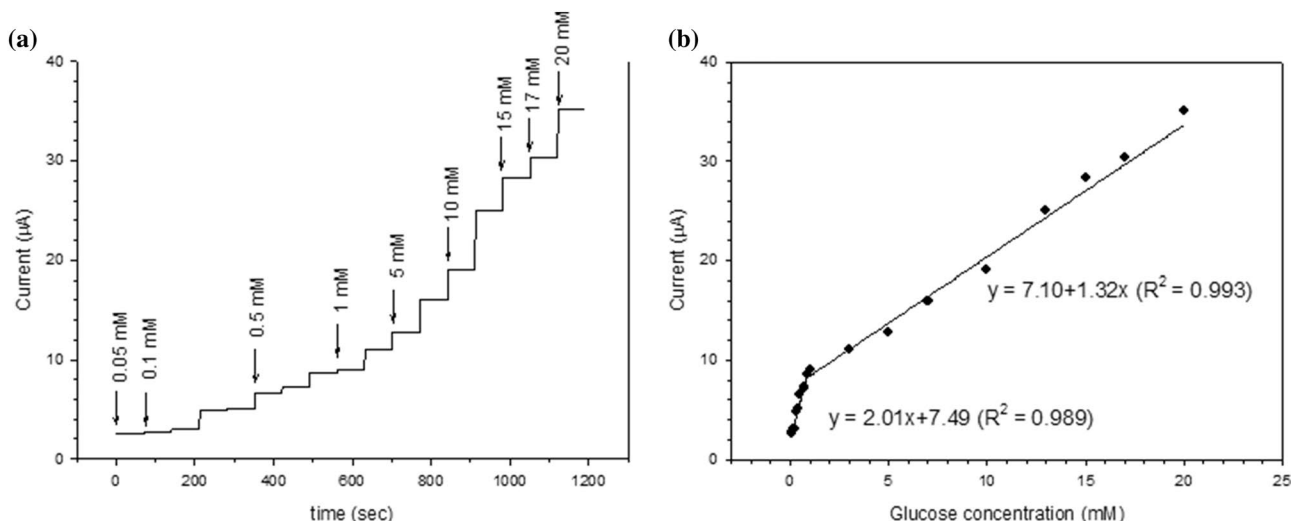 (a)
40
30
20
10
0
Current (µA)
0.05 mM
0.1 mM
0.5 mM
1 mM
5 mM
10 mM
15 mM
17 mM
20 mM
0 200 400 600 800 1000 1200
time (sec)
(b)
40
30
20
10
0
Current (µA)
y = 7.10+1.32x (R² = 0.993)
y = 2.01x+7.49 (R² = 0.989)
0 5 10 15 20 25
Glucose concentration (mM)